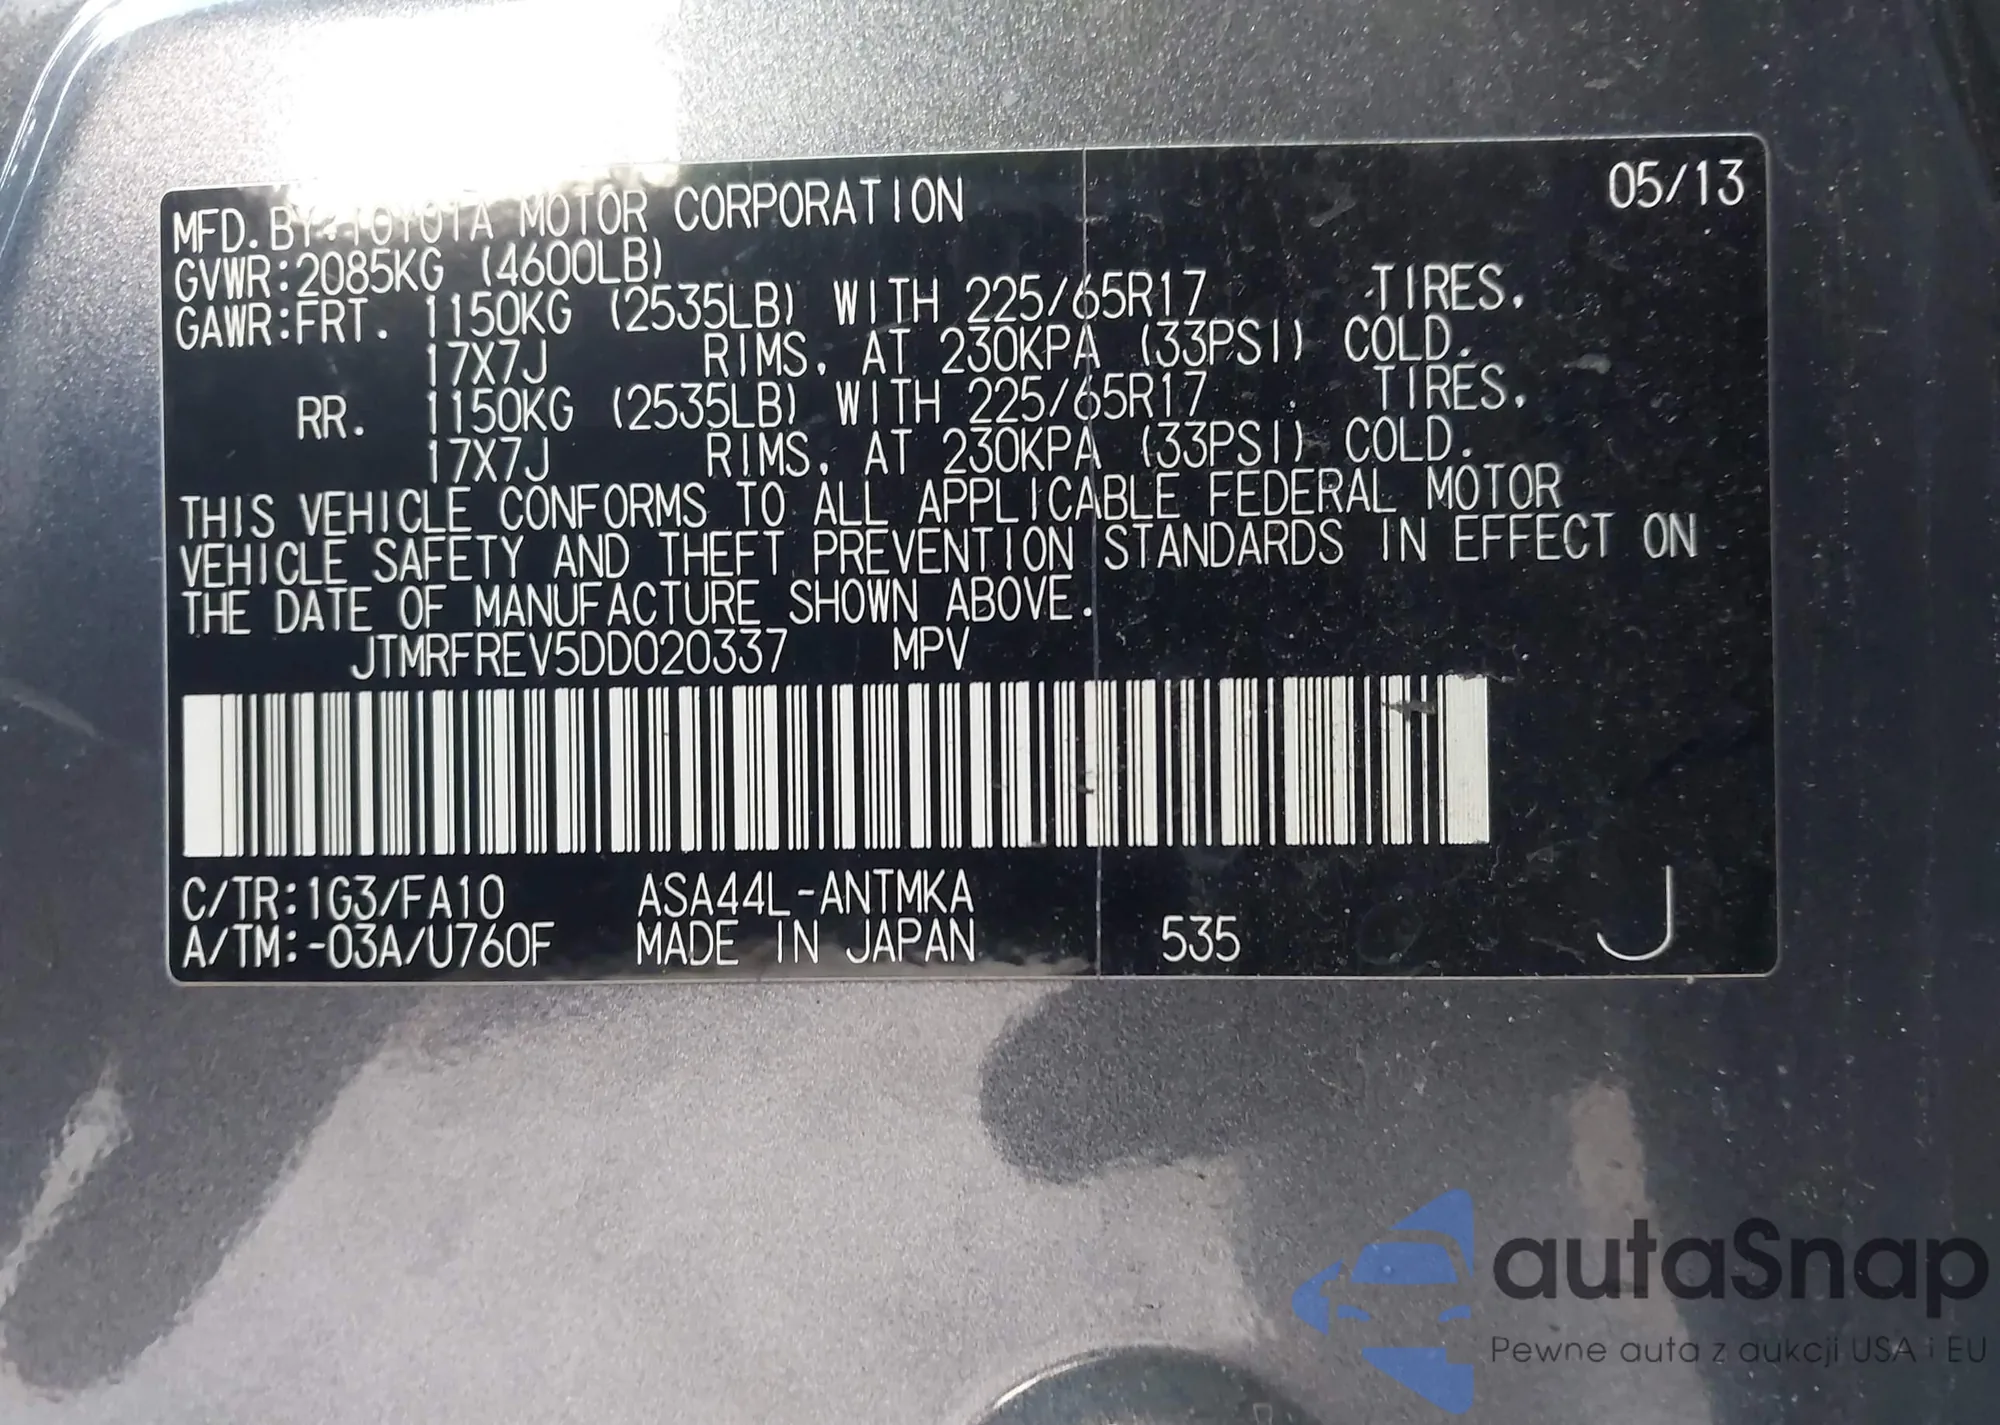 MFD. BY: TOYOTA MOTOR CORPORATION 05/13
GVWR:2085KG (4600LB)
GAWR:FRT. 1150KG (2535LB) WITH 225/65R17 TIRES,
17X7J RIMS, AT 230KPA (33PSI) COLD.
RR. 1150KG (2535LB) WITH 225/65R17 TIRES,
17X7J RIMS, AT 230KPA (33PSI) COLD.
THIS VEHICLE CONFORMS TO ALL APPLICABLE FEDERAL MOTOR
VEHICLE SAFETY AND THEFT PREVENTION STANDARDS IN EFFECT ON
THE DATE OF MANUFACTURE SHOWN ABOVE.
JTMRFREV5DD020337 MPV
C/TR:1G3/FA10 ASA44L-ANTMKA
A/TM:-03A/U760F MADE IN JAPAN 535 J
autaSnap
Pewne auta z aukcji USA i EU